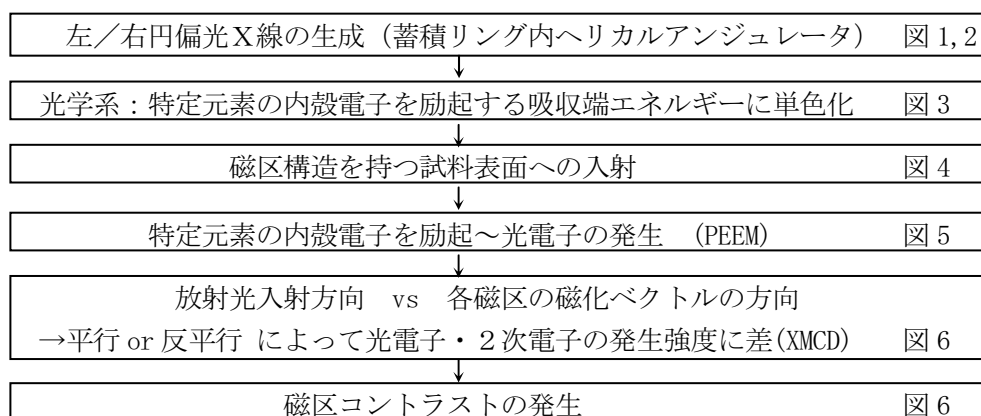 左／右円偏光Ｘ線の生成（蓄積リング内ヘリカルアンジュレータ） 図 1,2
光学系：特定元素の内殻電子を励起する吸収端エネルギーに単色化 図 3
磁区構造を持つ試料表面への入射 図 4
特定元素の内殻電子を励起～光電子の発生 (PEEM) 図 5
放射光入射方向 vs 各磁区の磁化ベクトルの方向
→平行 or 反平行 によって光電子・２次電子の発生強度に差(XMCD) 図 6
磁区コントラストの発生 図 6